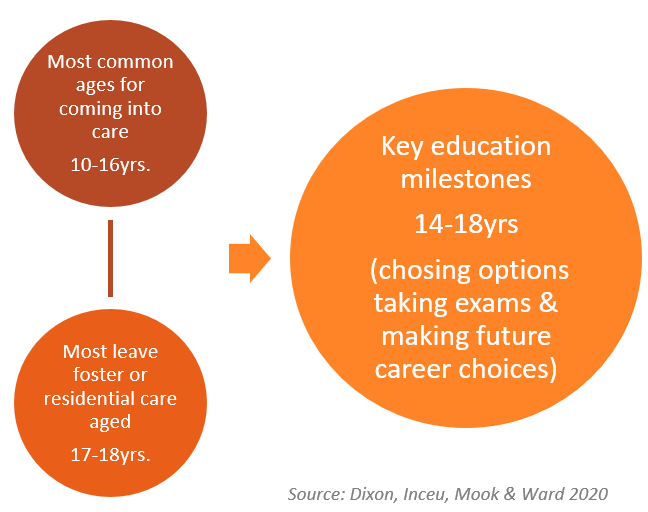 Most common
ages for
coming into
care
10-16yrs.
Most leave
foster or
residential care
aged
17-18yrs.
Key education
milestones
14-18yrs
(chosing options
taking exams &
making future
career choices)
Source: Dixon, Inceu, Mook & Ward 2020